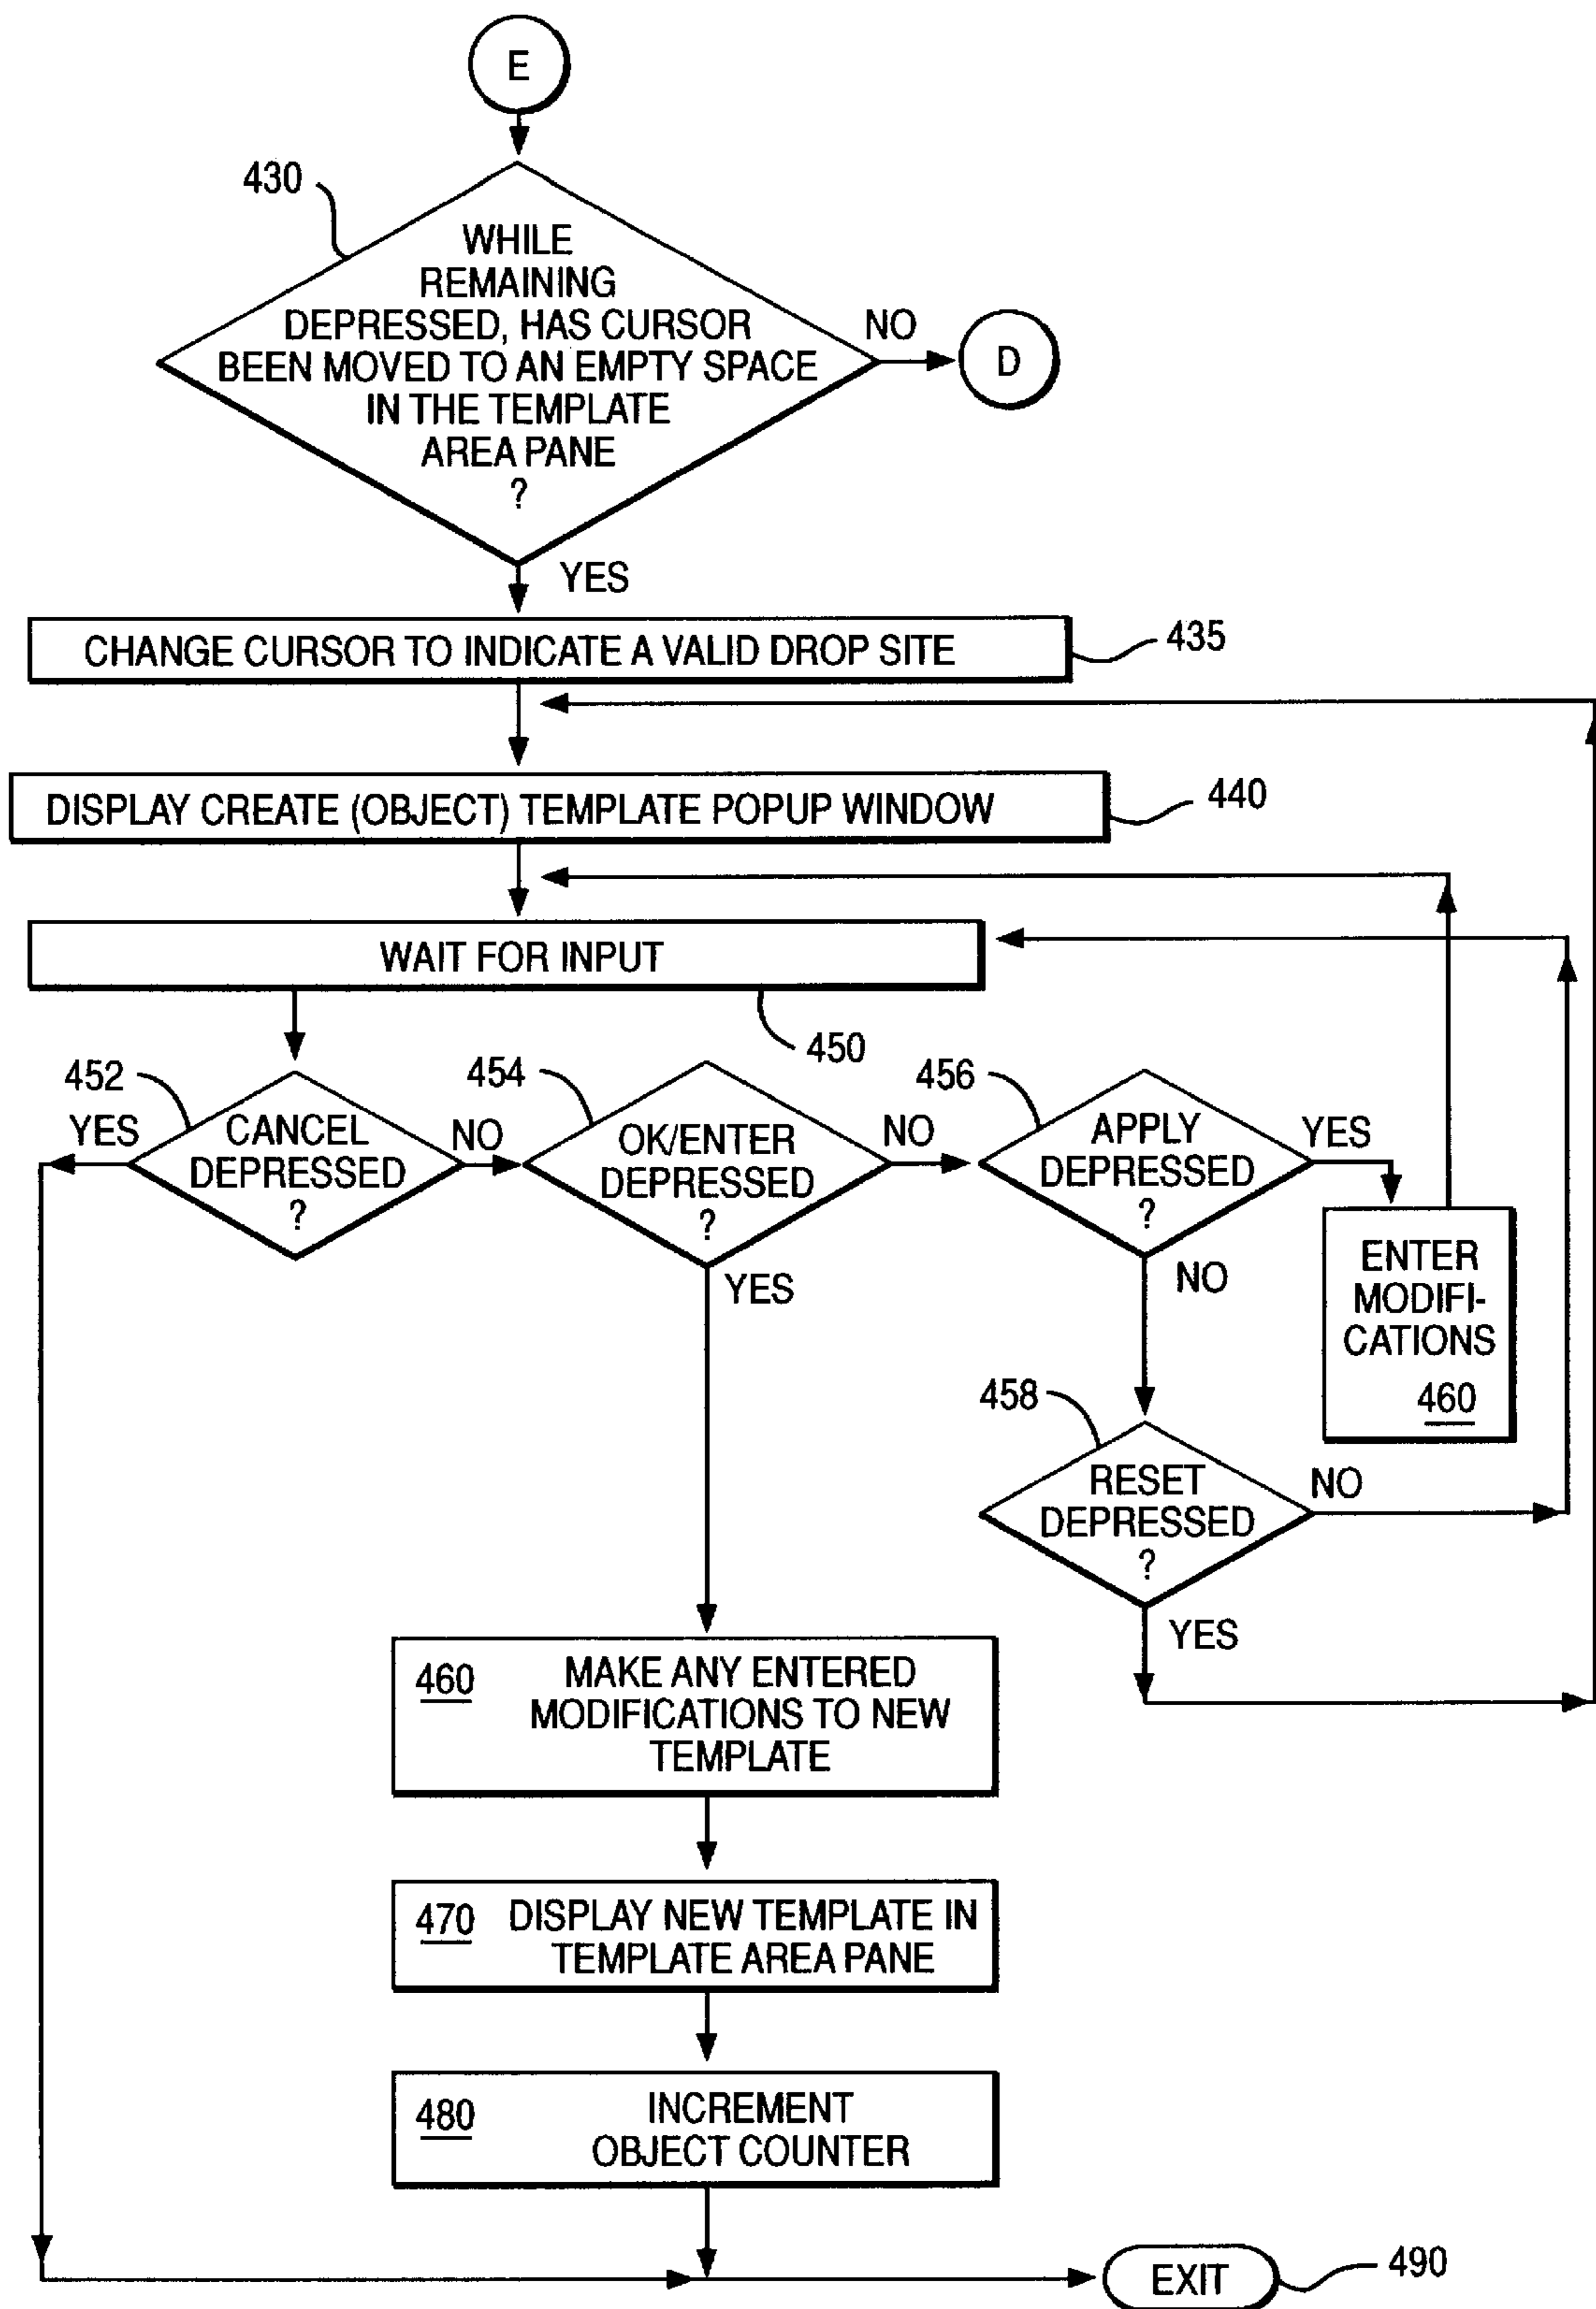 E
430
WHILE
REMAINING
DEPRESSED, HAS CURSOR
BEEN MOVED TO AN EMPTY SPACE
IN THE TEMPLATE
AREA PANE
?
NO
D
YES
CHANGE CURSOR TO INDICATE A VALID DROP SITE
435
DISPLAY CREATE (OBJECT) TEMPLATE POPUP WINDOW
440
WAIT FOR INPUT
450
452
YES
CANCEL
DEPRESSED
?
NO
454
OK/ENTER
DEPRESSED
?
NO
YES
456
APPLY
DEPRESSED
?
YES
NO
ENTER
MODIFI-
CATIONS
460
458
RESET
DEPRESSED
?
NO
YES
460
MAKE ANY ENTERED
MODIFICATIONS TO NEW
TEMPLATE
470
DISPLAY NEW TEMPLATE IN
TEMPLATE AREA PANE
480
INCREMENT
OBJECT COUNTER
EXIT
490